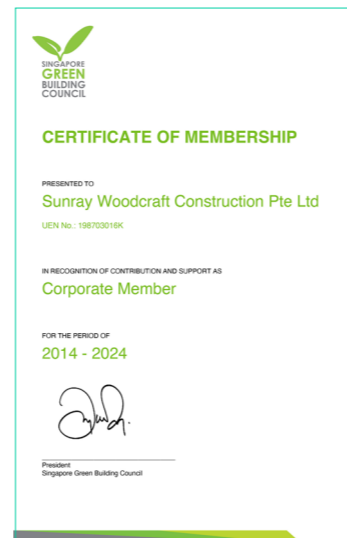 SINGAPORE
GREEN
BUILDING
COUNCIL
CERTIFICATE OF MEMBERSHIP
PRESENTED TO
Sunray Woodcraft Construction Pte Ltd
UEN No.: 198703016K
IN RECOGNITION OF CONTRIBUTION AND SUPPORT AS
Corporate Member
FOR THE PERIOD OF
2014 - 2024
President
Singapore Green Building Council